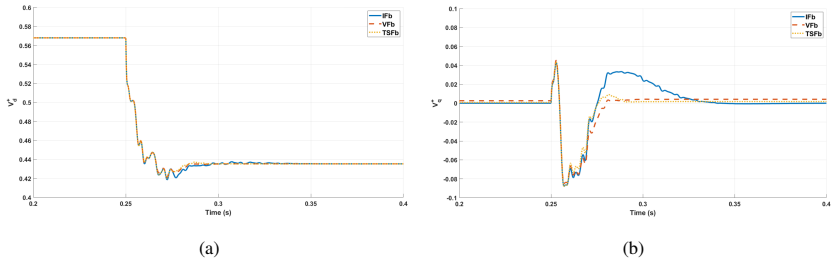 0.6
0.58
0.56
0.54
0.52
0.5
0.48
0.46
0.44
0.42
0.4
V+d
0.2
0.25
0.3
0.35
0.4
Time (s)
IFb
VFb
TSFb
(a)
0.1
0.08
0.06
0.04
0.02
0
-0.02
-0.04
-0.06
-0.08
-0.1
V+q
0.2
0.25
0.3
0.35
0.4
Time (s)
IFb
VFb
TSFb
(b)